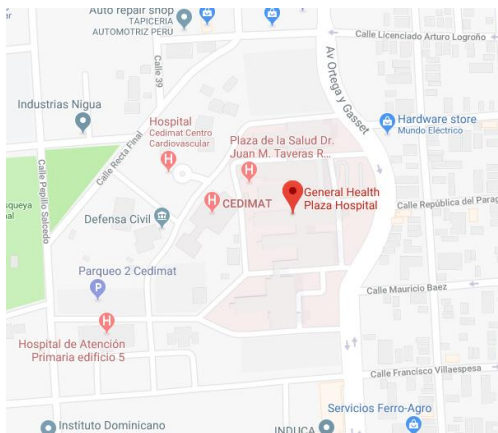 Auto repair shop
TAPICERIA
AUTOMOTRIZ PERU
Calle Licenciado Arturo Logroño
Calle 39
Av Ortega y Gasset
Industrias Nigua
Hospital
Cedimat Centro
Cardiovascular
Hardware store
Mundo Eléctrico
Plaza de la Salud Dr.
Juan M. Taveras R...
Calle Recta Final
Calle Pepillo Salcedo
CEDIMAT
General Health
Plaza Hospital
Calle República del Parag
Defensa Civil
Parqueo 2 Cedimat
P
Calle Mauricio Baez
Hospital de Atención
Primaria edificio 5
Calle Francisco Villaespesa
Servicios Ferro-Agro
Instituto Dominicano
INDUCA